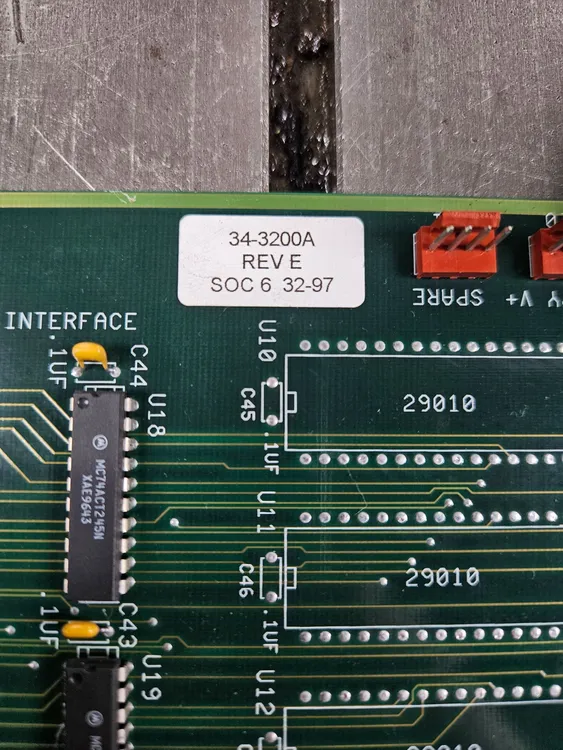 34-3200A
REV E
SOC 6 32-97
SPARE
V+
INTERFACE
.1UF
C44
U18
MC74ACT245N
XAE9643
U10
C45
.1UF
29010
U11
C46
.1UF
29010
.1UF
C43
U19
U12